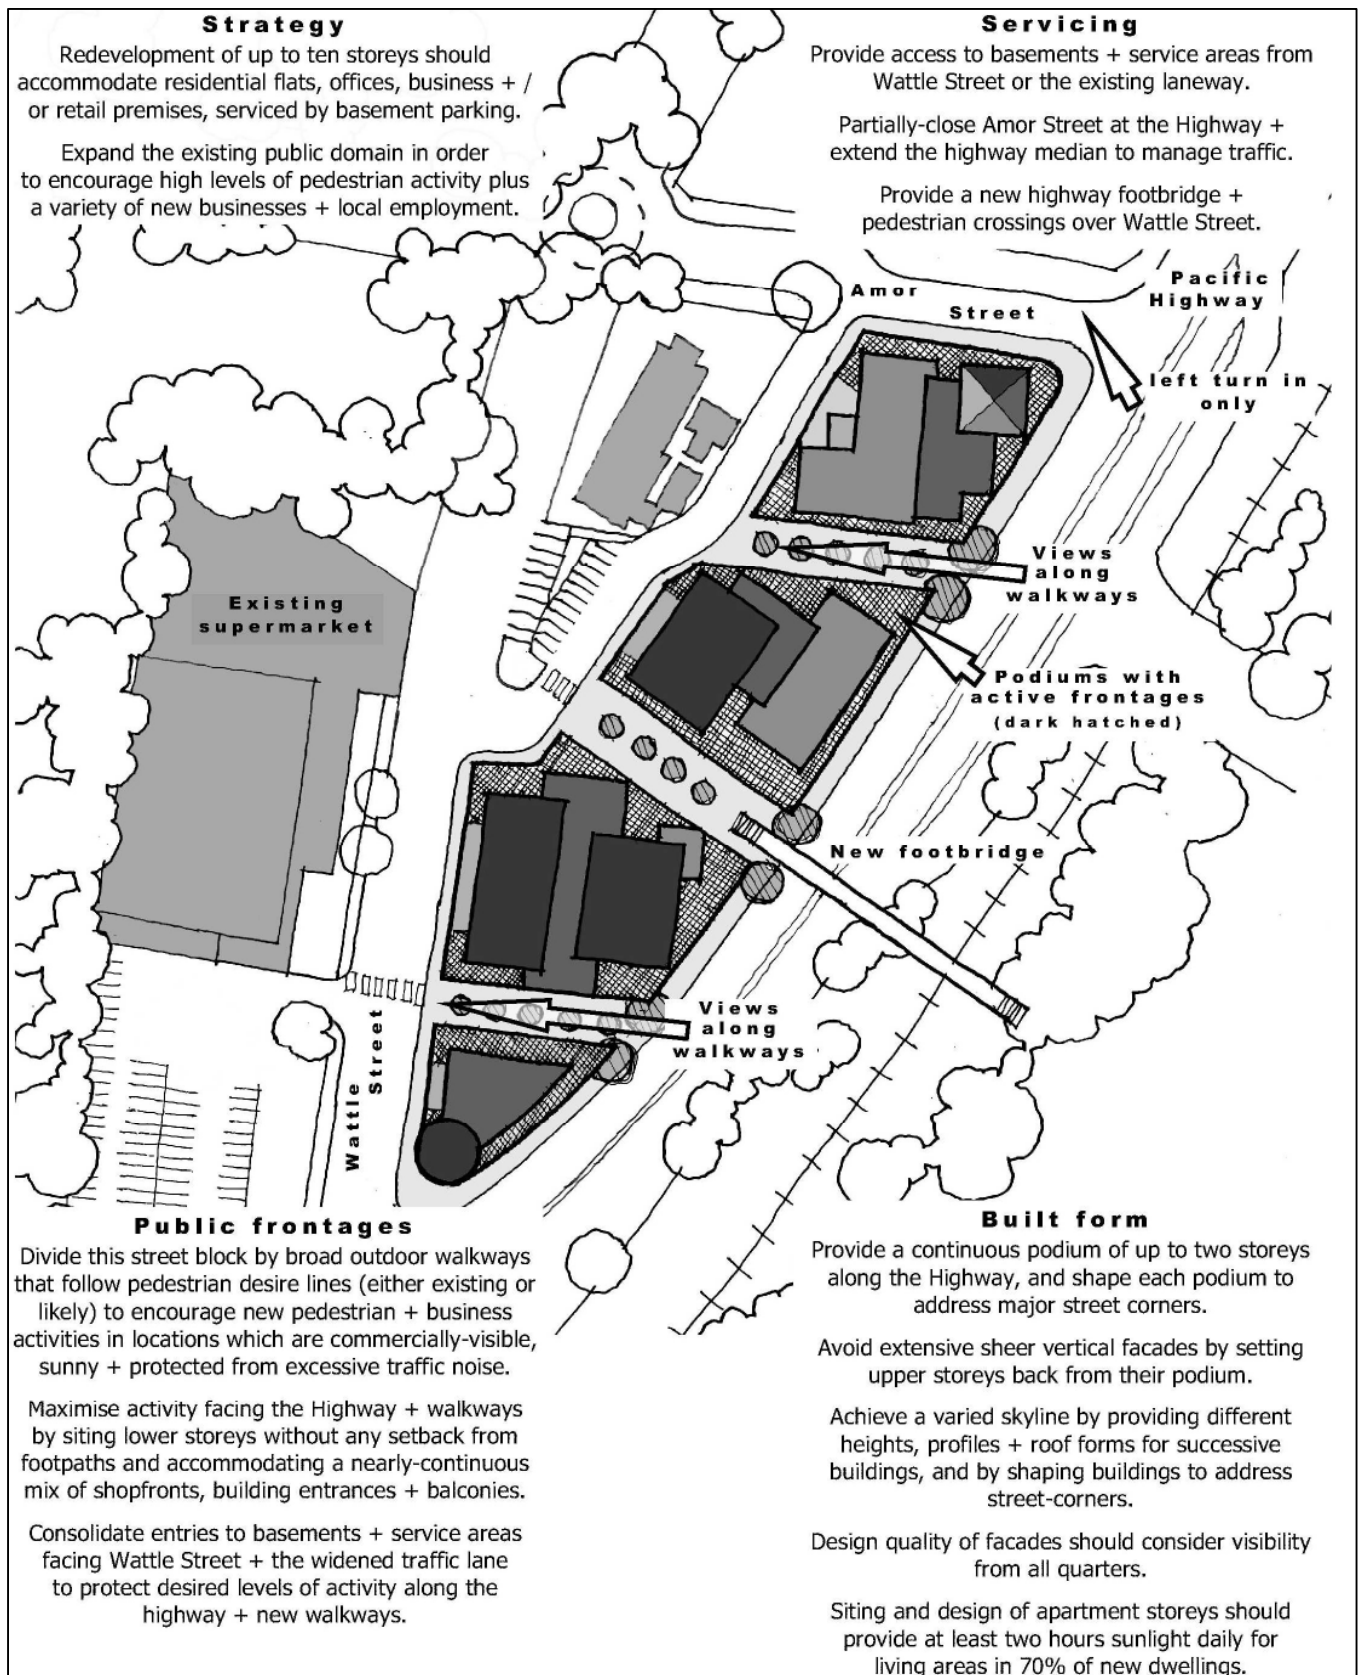 Strategy
Redevelopment of up to ten storeys should
accommodate residential flats, offices, business + /
or retail premises, serviced by basement parking.
Expand the existing public domain in order
to encourage high levels of pedestrian activity plus
a variety of new businesses + local employment.
Servicing
Provide access to basements + service areas from
Wattle Street or the existing laneway.
Partially-close Amor Street at the Highway +
extend the highway median to manage traffic.
Provide a new highway footbridge +
pedestrian crossings over Wattle Street.
Amor
Street
Pacific
Highway
left turn in
only
Views
along
walkways
Existing
supermarket
Podiums with
active frontages
(dark hatched)
New footbridge
Views
along
walkways
Wattle
Street
Public frontages
Divide this street block by broad outdoor walkways
that follow pedestrian desire lines (either existing or
likely) to encourage new pedestrian + business
activities in locations which are commercially-visible,
sunny + protected from excessive traffic noise.
Maximise activity facing the Highway + walkways
by siting lower storeys without any setback from
footpaths and accommodating a nearly-continuous
mix of shopfronts, building entrances + balconies.
Consolidate entries to basements + service areas
facing Wattle Street + the widened traffic lane
to protect desired levels of activity along the
highway + new walkways.
Built form
Provide a continuous podium of up to two storeys
along the Highway, and shape each podium to
address major street corners.
Avoid extensive sheer vertical facades by setting
upper storeys back from their podium.
Achieve a varied skyline by providing different
heights, profiles + roof forms for successive
buildings, and by shaping buildings to address
street-corners.
Design quality of facades should consider visibility
from all quarters.
Siting and design of apartment storeys should
provide at least two hours sunlight daily for
living areas in 70% of new dwellings.